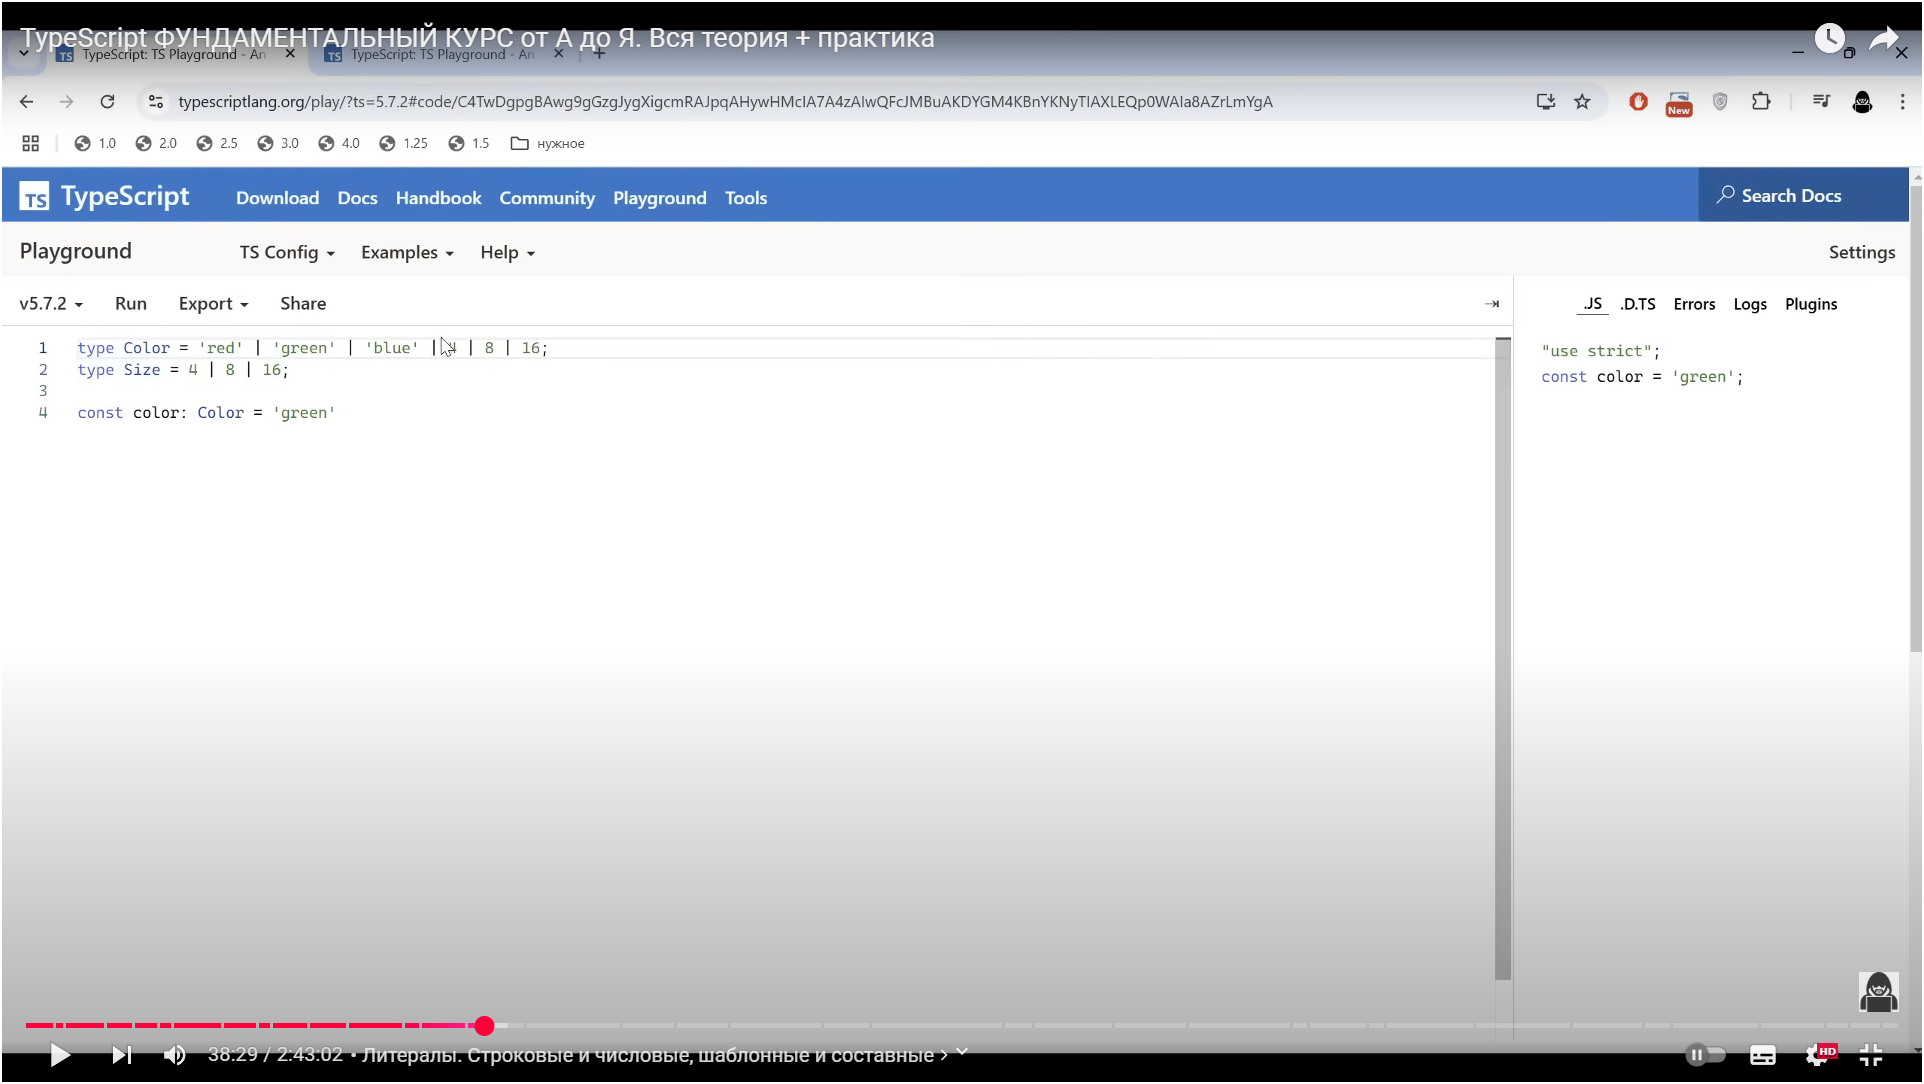 TypeScript ФУНДАМЕНТАЛЬНЫЙ КУРС от А до Я. Вся теория + практика
TypeScript: TS Playground - An
TypeScript: TS Playground - An
typescriptlang.org/play/?ts=5.7.2#code/C4TwDgpgBAwg9gGzgJygXigcmRAJpqAHywHMcIA7A4zAIwQFcJMBuAKDYGM4KBnYKNyTIAXLEQp0WAIa8AZrLmYgA
New
1.0
2.0
2.5
3.0
4.0
1.25
1.5
нужное
TS TypeScript
Download Docs Handbook Community Playground Tools
Search Docs
Playground
TS Config Examples Help
Settings
v5.7.2 Run Export Share
.JS .D.TS Errors Logs Plugins
1 type Color = 'red' | 'green' | 'blue' | 4 | 8 | 16;
2 type Size = 4 | 8 | 16;
3
4 const color: Color = 'green'
"use strict";
const color = 'green';
38:29 / 2:43:02 • Литералы. Строковые и числовые, шаблонные и составные
HD